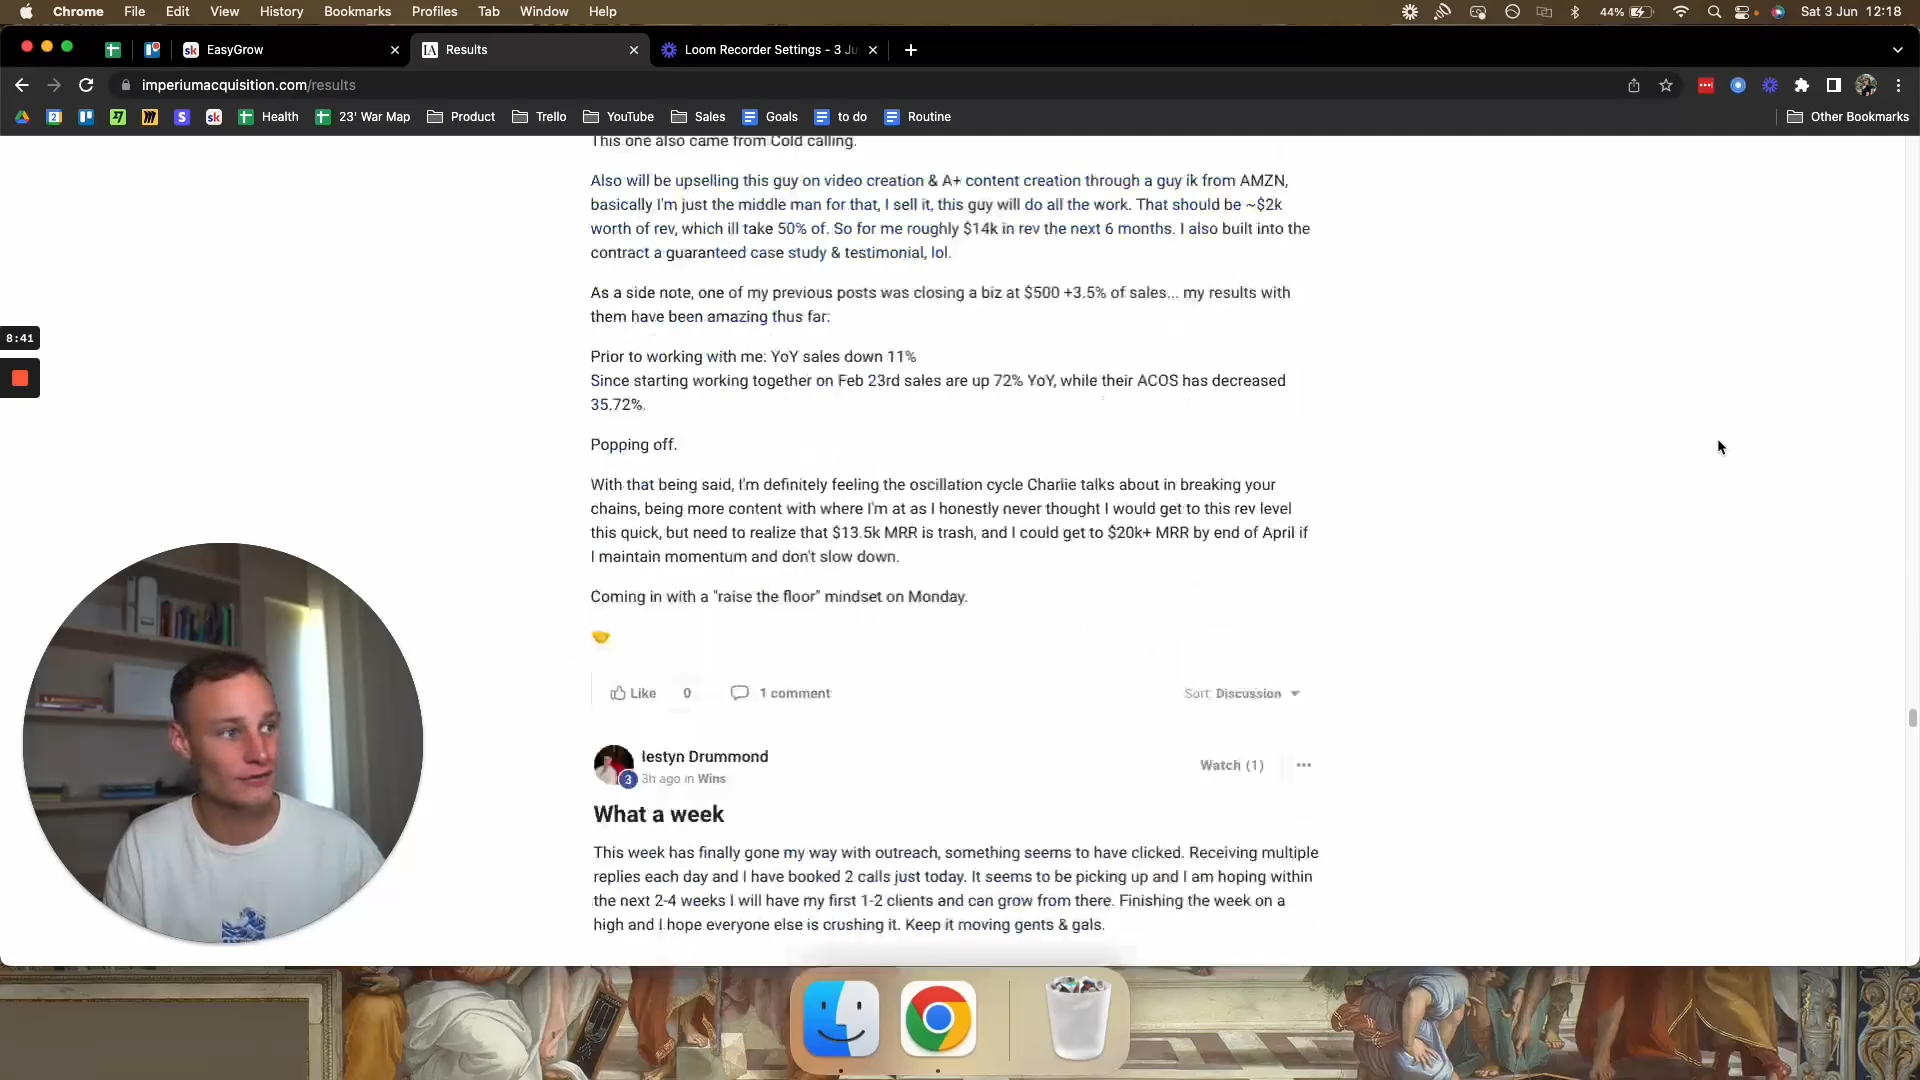 Chrome File Edit View History Bookmarks Profiles Tab Window Help
44% Sat 3 Jun 12:18
sk EasyGrow
IA Results
Loom Recorder Settings - 3 Ju
imperiumacquisition.com/results
sk Health 23' War Map Product Trello YouTube Sales Goals to do Routine Other Bookmarks
This one also came from Cold calling.
Also will be upselling this guy on video creation & A+ content creation through a guy ik from AMZN,
basically I'm just the middle man for that, I sell it, this guy will do all the work. That should be ~$2k
worth of rev, which ill take 50% of. So for me roughly $14k in rev the next 6 months. I also built into the
contract a guaranteed case study & testimonial, lol.
As a side note, one of my previous posts was closing a biz at $500 +3.5% of sales... my results with
them have been amazing thus far:
8:41
Prior to working with me: YoY sales down 11%
Since starting working together on Feb 23rd sales are up 72% YoY, while their ACOS has decreased
35.72%.
Popping off.
With that being said, I'm definitely feeling the oscillation cycle Charlie talks about in breaking your
chains, being more content with where I'm at as I honestly never thought I would get to this rev level
this quick, but need to realize that $13.5k MRR is trash, and I could get to $20k+ MRR by end of April if
I maintain momentum and don't slow down.
Coming in with a "raise the floor" mindset on Monday.
Like 0 1 comment Sort: Discussion
Iestyn Drummond
3 3h ago in Wins
Watch (1)
What a week
This week has finally gone my way with outreach, something seems to have clicked. Receiving multiple
replies each day and I have booked 2 calls just today. It seems to be picking up and I am hoping within
the next 2-4 weeks I will have my first 1-2 clients and can grow from there. Finishing the week on a
high and I hope everyone else is crushing it. Keep it moving gents & gals.